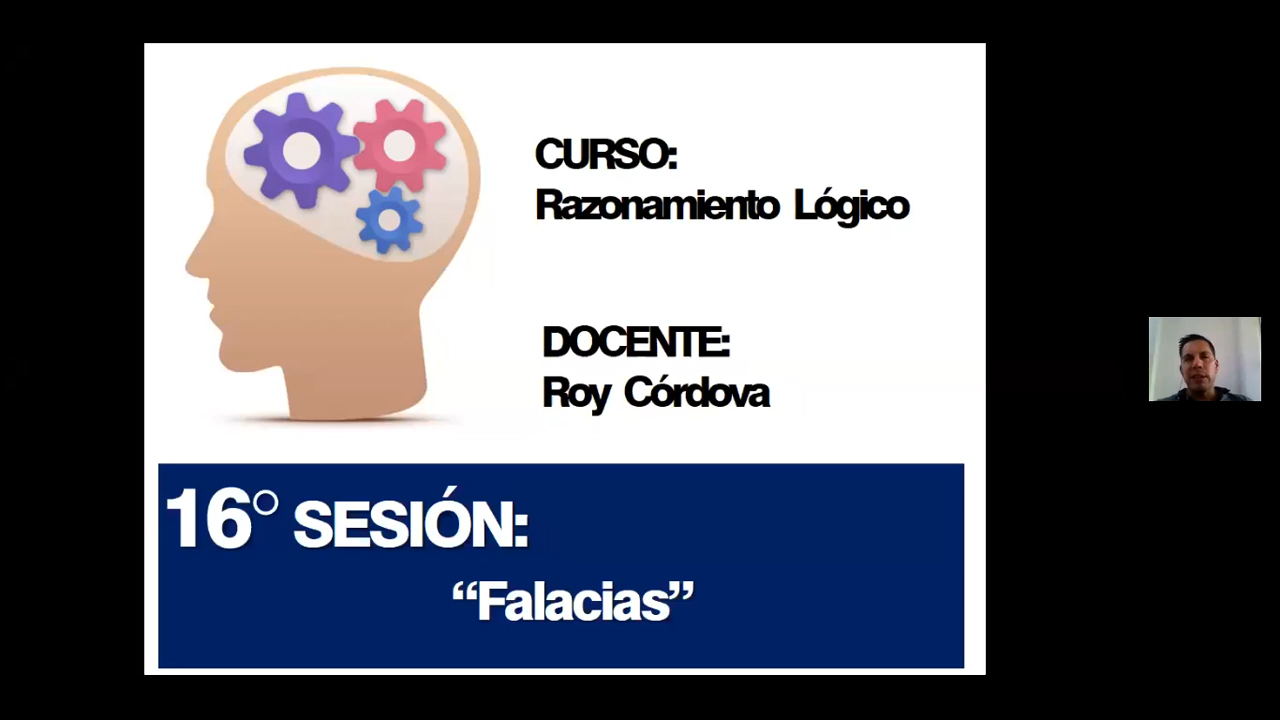 CURSO:
Razonamiento Lógico
DOCENTE:
Roy Córdova
16° SESIÓN:
“Falacias”